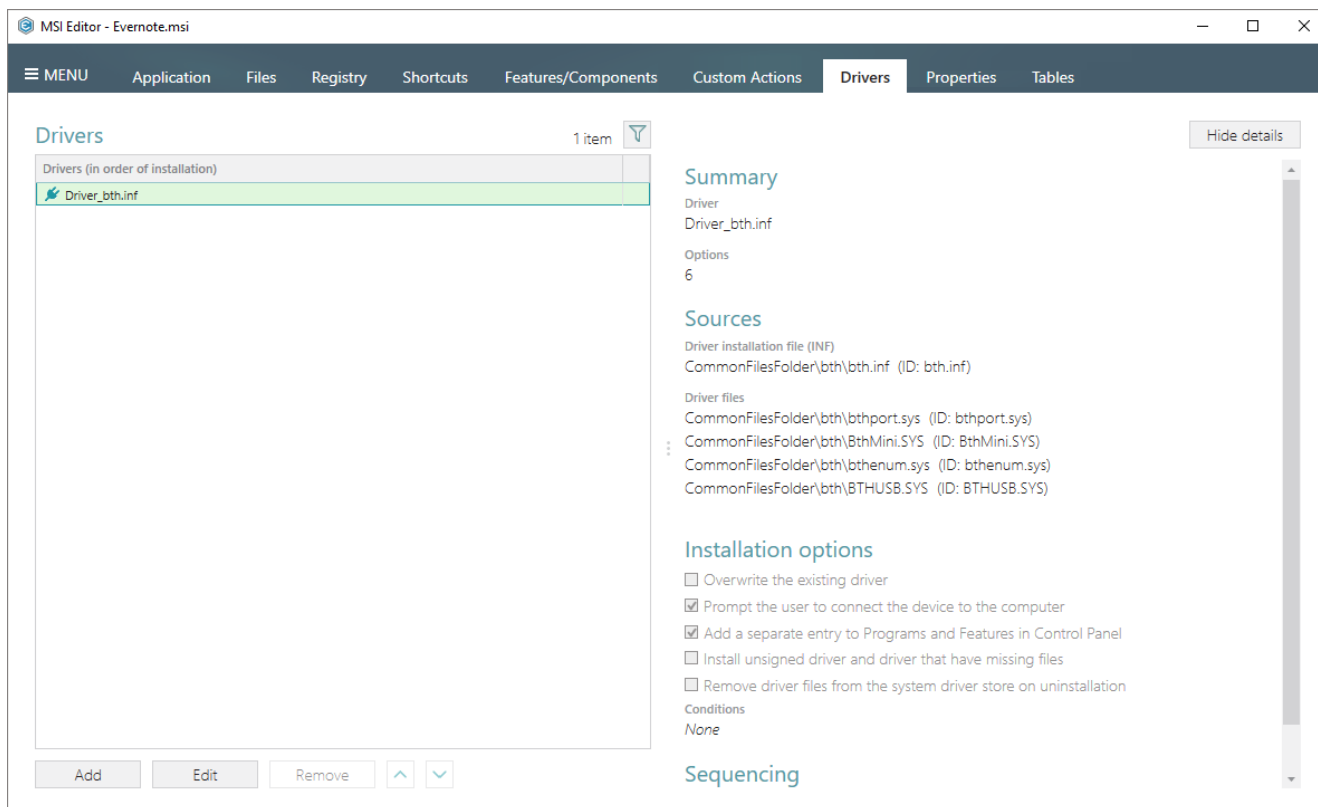 MSI Editor - Evernote.msi
MENU Application Files Registry Shortcuts Features/Components Custom Actions Drivers Properties Tables
Drivers
1 item
Drivers (in order of installation)
Driver_bth.inf
Add Edit Remove
Hide details
Summary
Driver
Driver_bth.inf
Options
6
Sources
Driver installation file (INF)
CommonFilesFolder\bth\bth.inf (ID: bth.inf)
Driver files
CommonFilesFolder\bth\bthport.sys (ID: bthport.sys)
CommonFilesFolder\bth\BthMini.SYS (ID: BthMini.SYS)
CommonFilesFolder\bth\bthenum.sys (ID: bthenum.sys)
CommonFilesFolder\bth\BTHUSB.SYS (ID: BTHUSB.SYS)
Installation options
Overwrite the existing driver
Prompt the user to connect the device to the computer
Add a separate entry to Programs and Features in Control Panel
Install unsigned driver and driver that have missing files
Remove driver files from the system driver store on uninstallation
Conditions
None
Sequencing